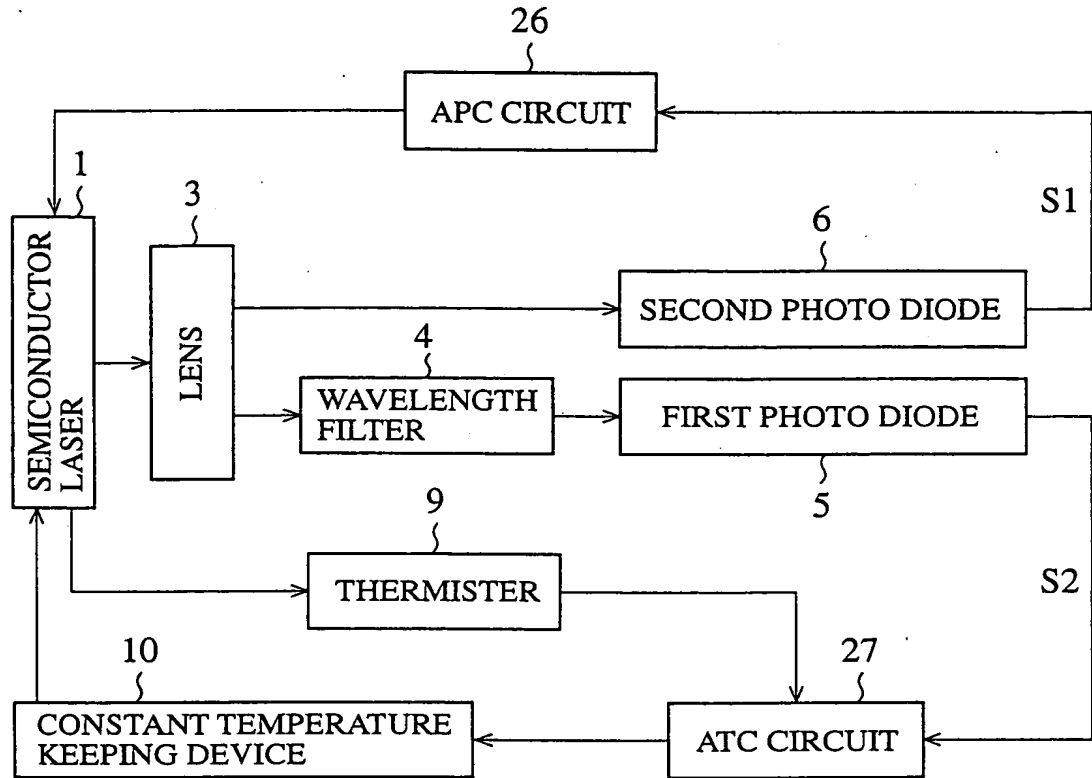 26
APC CIRCUIT
1
SEMICONDUCTOR
LASER
3
LENS
S1
6
SECOND PHOTO DIODE
4
WAVELENGTH
FILTER
FIRST PHOTO DIODE
5
9
THERMISTER
S2
10
CONSTANT TEMPERATURE
KEEPING DEVICE
27
ATC CIRCUIT